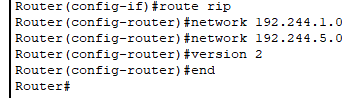 Router(config-if)#route rip
Router(config-router)#network 192.244.1.0
Router(config-router)#network 192.244.5.0
Router(config-router)#version 2
Router(config-router)#end
Router#